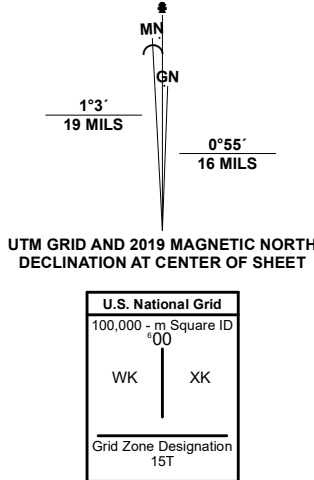 MN
GN
1°3´
19 MILS
0°55´
16 MILS
UTM GRID AND 2019 MAGNETIC NORTH
DECLINATION AT CENTER OF SHEET
U.S. National Grid
100,000 - m Square ID
⁶00
WK XK
Grid Zone Designation
15T